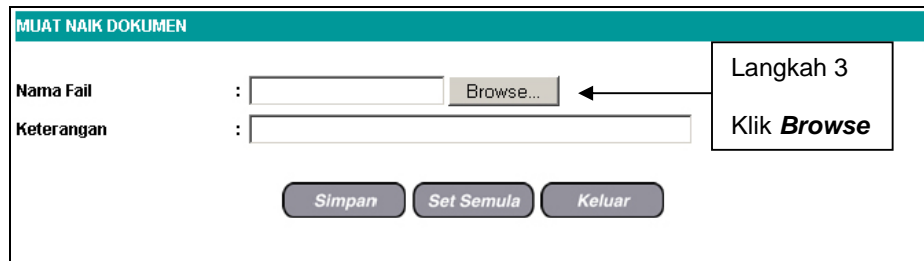 MUAT NAIK DOKUMEN
Nama Fail : Browse...
Langkah 3
Klik Browse
Keterangan :
Simpan Set Semula Keluar